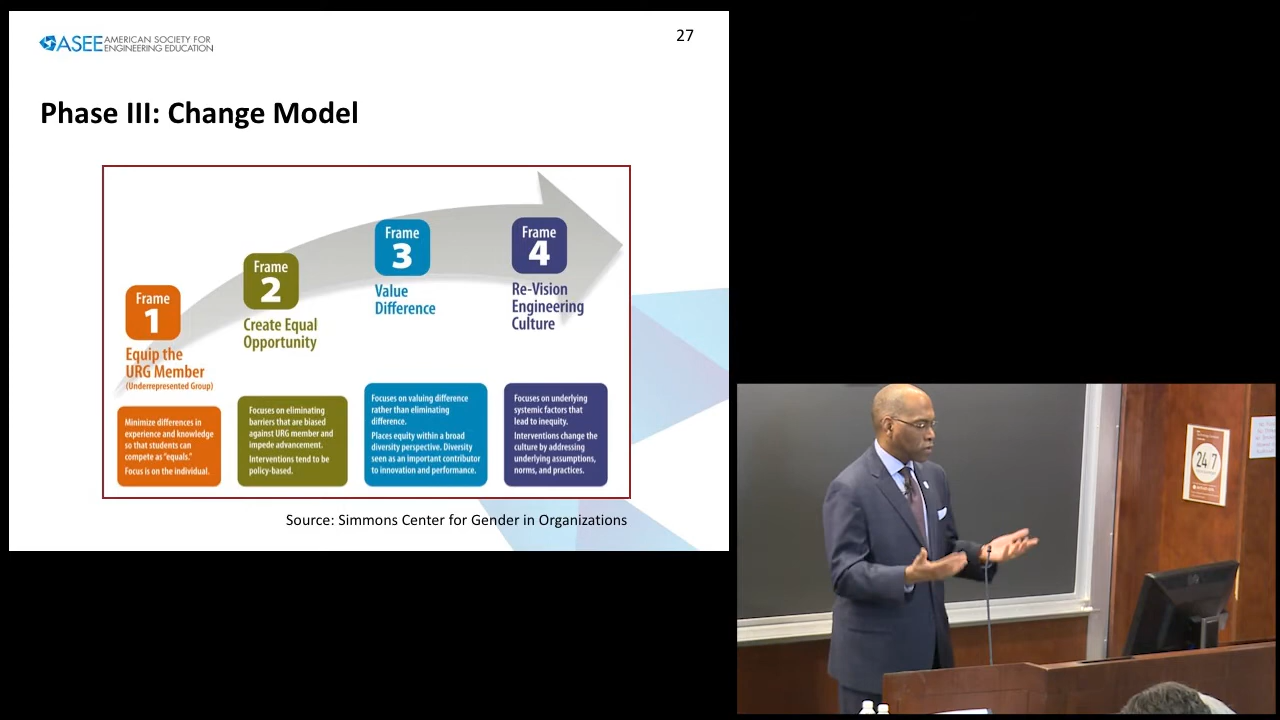 ASEE AMERICAN SOCIETY FOR
ENGINEERING EDUCATION
27
Phase III: Change Model
Frame
1
Equip the
URG Member
(Underrepresented Group)
Minimize differences in
experience and knowledge
so that students can
compete as "equals."
Focus is on the individual.
Frame
2
Create Equal
Opportunity
Focuses on eliminating
barriers that are biased
against URG member and
impede advancement.
Interventions tend to be
policy-based.
Frame
3
Value
Difference
Focuses on valuing difference
rather than eliminating
difference.
Places equity within a broad
diversity perspective. Diversity
seen as an important contributor
to innovation and performance.
Frame
4
Re-Vision
Engineering
Culture
Focuses on underlying
systemic factors that
lead to inequity.
Interventions change the
culture by addressing
underlying assumptions,
norms, and practices.
Source: Simmons Center for Gender in Organizations
24/7